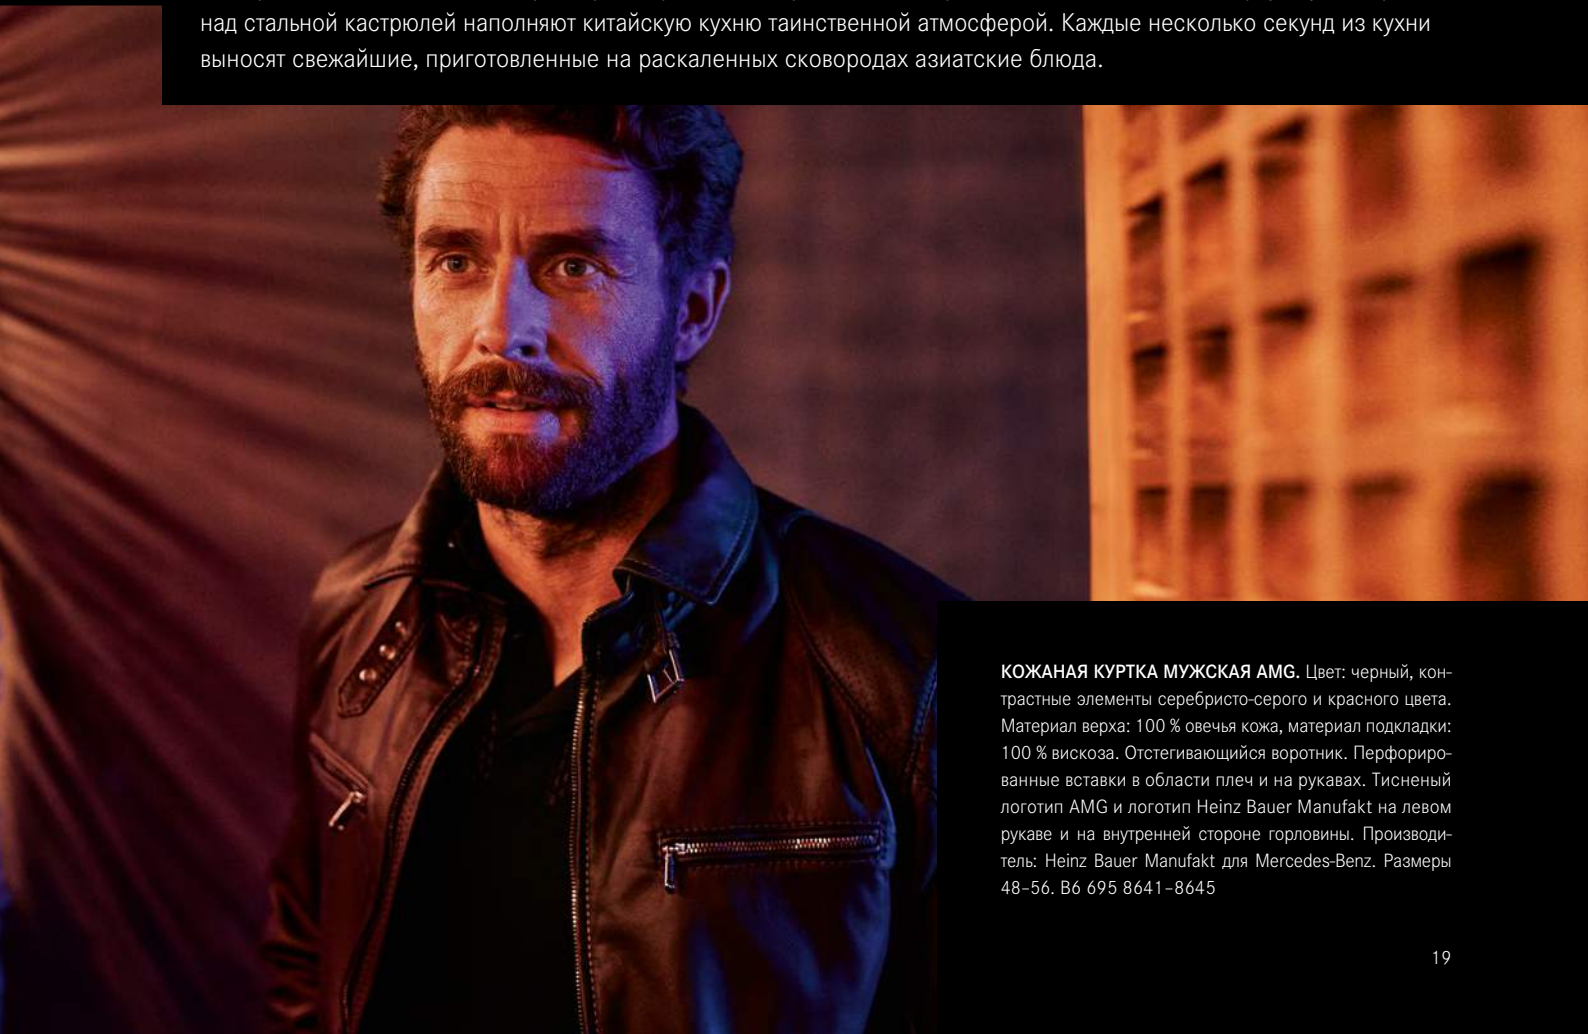 над стальной кастрюлей наполняют китайскую кухню таинственной атмосферой. Каждые несколько секунд из кухни
выносят свежайшие, приготовленные на раскаленных сковородах азиатские блюда.
КОЖАНАЯ КУРТКА МУЖСКАЯ AMG. Цвет: черный, кон-
трастные элементы серебристо-серого и красного цвета.
Материал верха: 100 % овечья кожа, материал подкладки:
100 % вискоза. Отстегивающийся воротник. Перфориро-
ванные вставки в области плеч и на рукавах. Тисненый
логотип AMG и логотип Heinz Bauer Manufakt на левом
рукаве и на внутренней стороне горловины. Производи-
тель: Heinz Bauer Manufakt для Mercedes-Benz. Размеры
48–56. B6 695 8641–8645
19